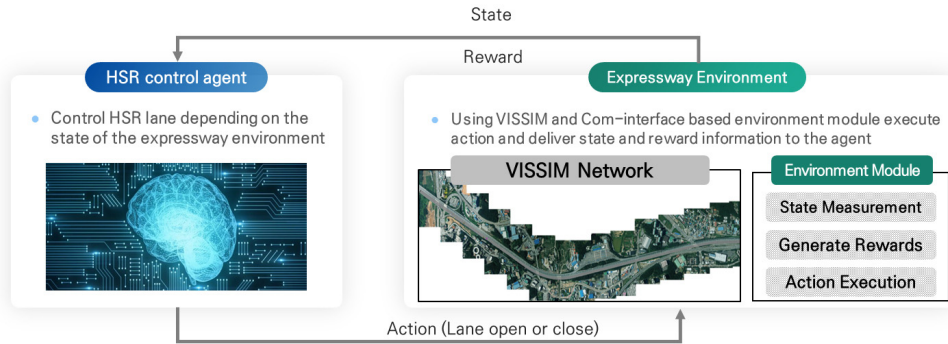 State
Reward
HSR control agent
Control HSR lane depending on the
state of the expressway environment
Expressway Environment
Using VISSIM and Com-interface based environment module execute
action and deliver state and reward information to the agent
VISSIM Network
Environment Module
State Measurement
Generate Rewards
Action Execution
Action (Lane open or close)